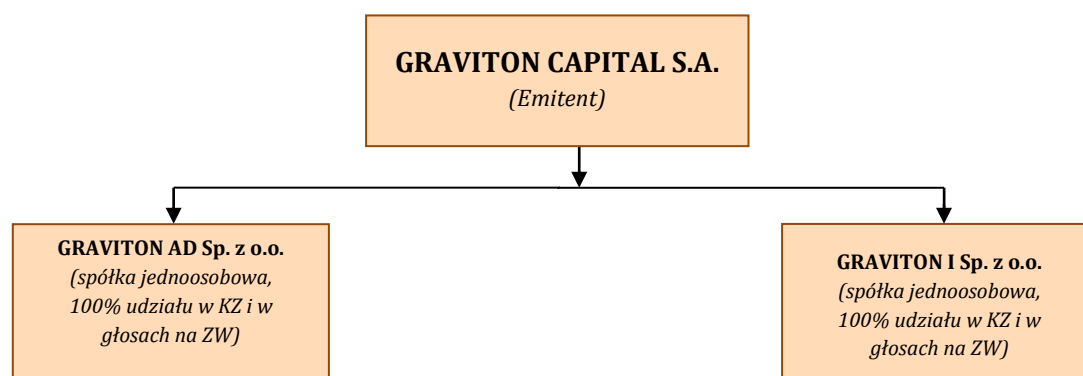 GRAVITON CAPITAL S.A.
(Emitent)
GRAVITON AD Sp. z o.o.
(spółka jednoosobowa,
100% udziału w KZ i w
głosach na ZW)
GRAVITON I Sp. z o.o.
(spółka jednoosobowa,
100% udziału w KZ i w
głosach na ZW)